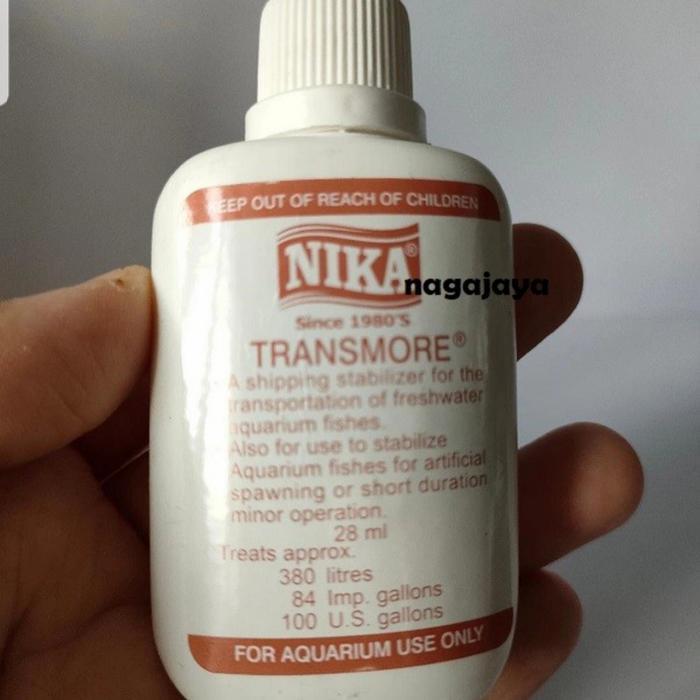 KEEP OUT OF REACH OF CHILDREN
NIKA®
nagajaya
Since 1980'S
TRANSMORE®
A shipping stabilizer for the
transportation of freshwater
aquarium fishes.
Also for use to stabilize
Aquarium fishes for artificial
spawning or short duration
minor operation.
28 ml
Treats approx.
380 litres
84 Imp. gallons
100 U.S. gallons
FOR AQUARIUM USE ONLY